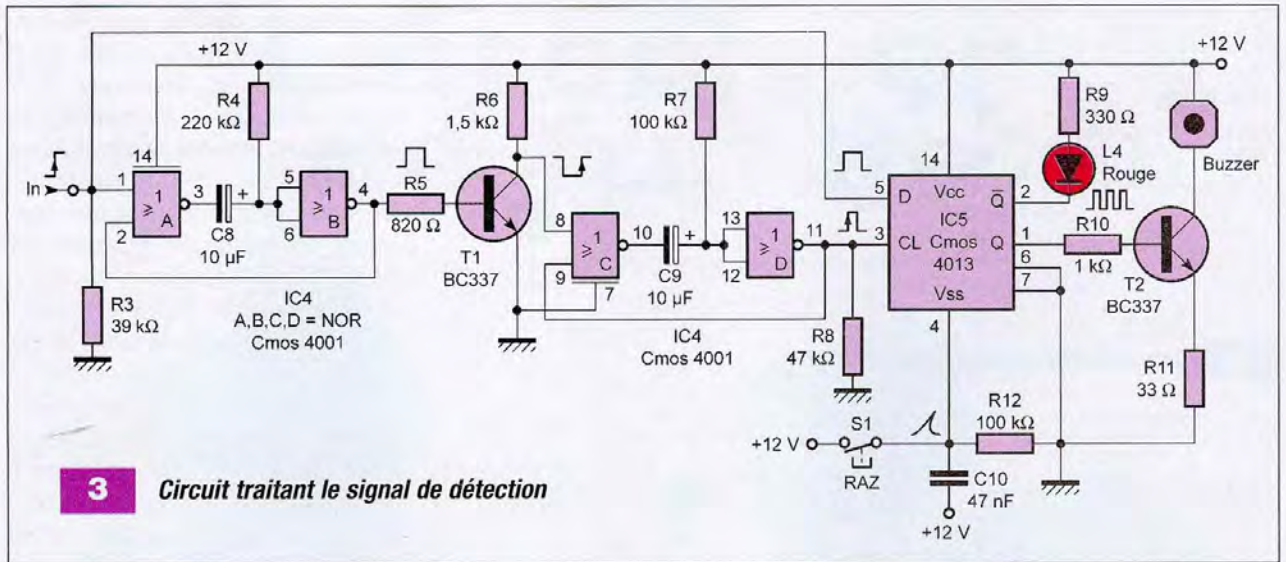 +12 V
+12 V
R4
220 kΩ
R6
1,5 kΩ
R7
100 kΩ
R9
330 Ω
L4
Rouge
Buzzer
In
14
1
2
⩾ 1
A
3
C8
10 µF
+
5
6
⩾ 1
B
4
R5
820 Ω
T1
BC337
8
9
⩾ 1
C
7
10
C9
10 µF
+
13
12
⩾ 1
D
11
14
5
D
Vcc
Q
2
IC5
3
CL
Cmos
Q
1
4013
6
Vss
7
4
R10
1 kΩ
T2
BC337
R3
39 kΩ
IC4
A,B,C,D = NOR
Cmos 4001
IC4
Cmos 4001
R8
47 kΩ
R11
33 Ω
S1
+12 V
RAZ
R12
100 kΩ
C10
47 nF
+12 V
3 Circuit traitant le signal de détection